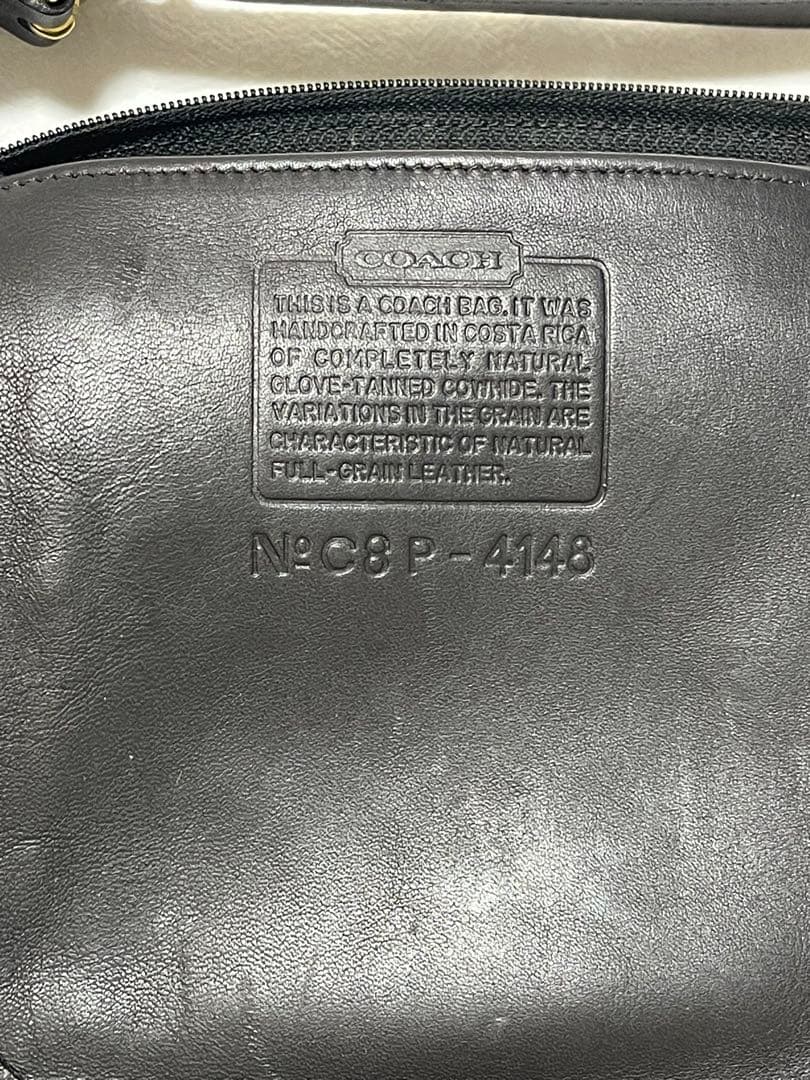 COACH
THIS IS A COACH BAG. IT WAS
HANDCRAFTED IN COSTA RICA
OF COMPLETELY NATURAL
GLOVE-TANNED COWHIDE. THE
VARIATIONS IN THE GRAIN ARE
CHARACTERISTIC OF NATURAL
FULL-GRAIN LEATHER.
Nº C8P-4148